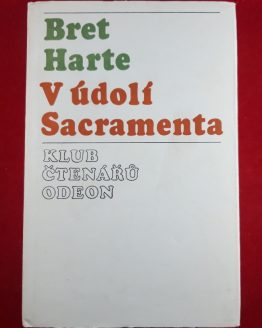 Bret
Harte
V údolí
Sacramenta
KLUB
ČTENÁŘŮ
ODEON